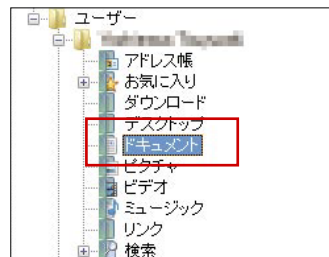 ユーザー
アドレス帳
お気に入り
ダウンロード
デスクトップ
ドキュメント
ピクチャ
ビデオ
ミュージック
リンク
検索